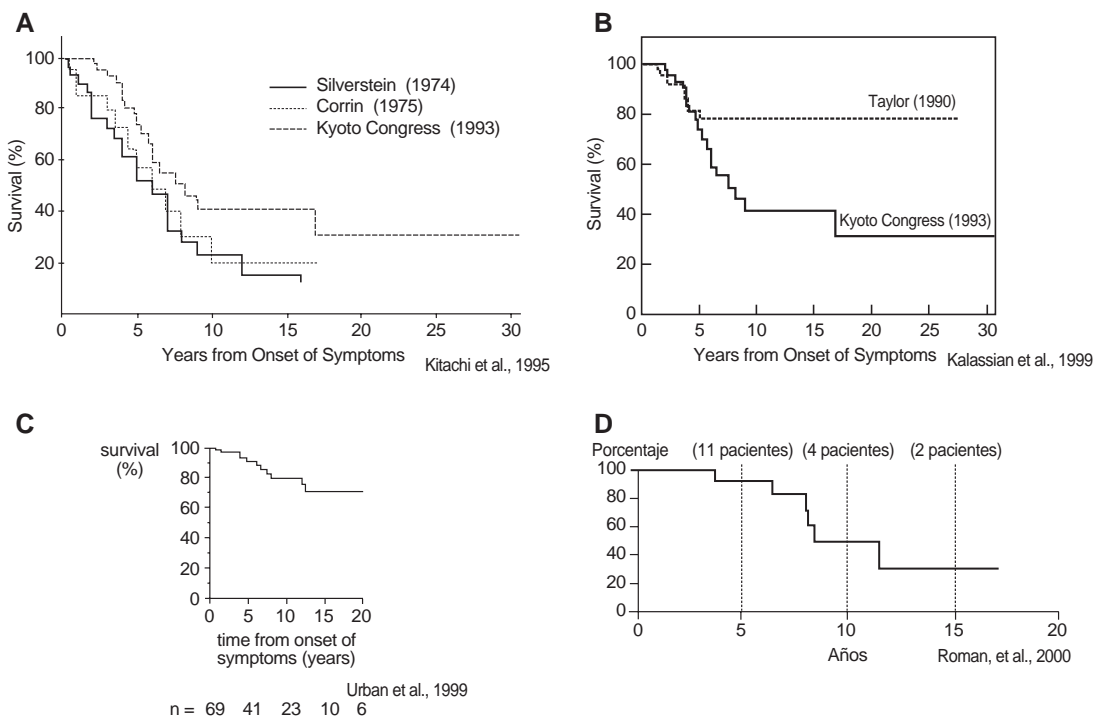 A
100
80
60
40
20
Survival (%)
Silverstein (1974)
Corrin (1975)
Kyoto Congress (1993)
0 5 10 15 20 25 30
Years from Onset of Symptoms
Kitachi et al., 1995
B
100
80
60
40
80
0
Survival (%)
Taylor (1990)
Kyoto Congress (1993)
0 5 10 15 20 25 30
Years from Onset of Symptoms
Kalassian et al., 1999
C
survival
(%)
100
80
60
40
20
0
0 5 10 15 20
time from onset of
symptoms (years)
Urban et al., 1999
n = 69 41 23 10 6
D
Porcentaje (11 pacientes) (4 pacientes) (2 pacientes)
100
80
60
40
20
0
0 5 10 15 20
Años
Roman, et al., 2000